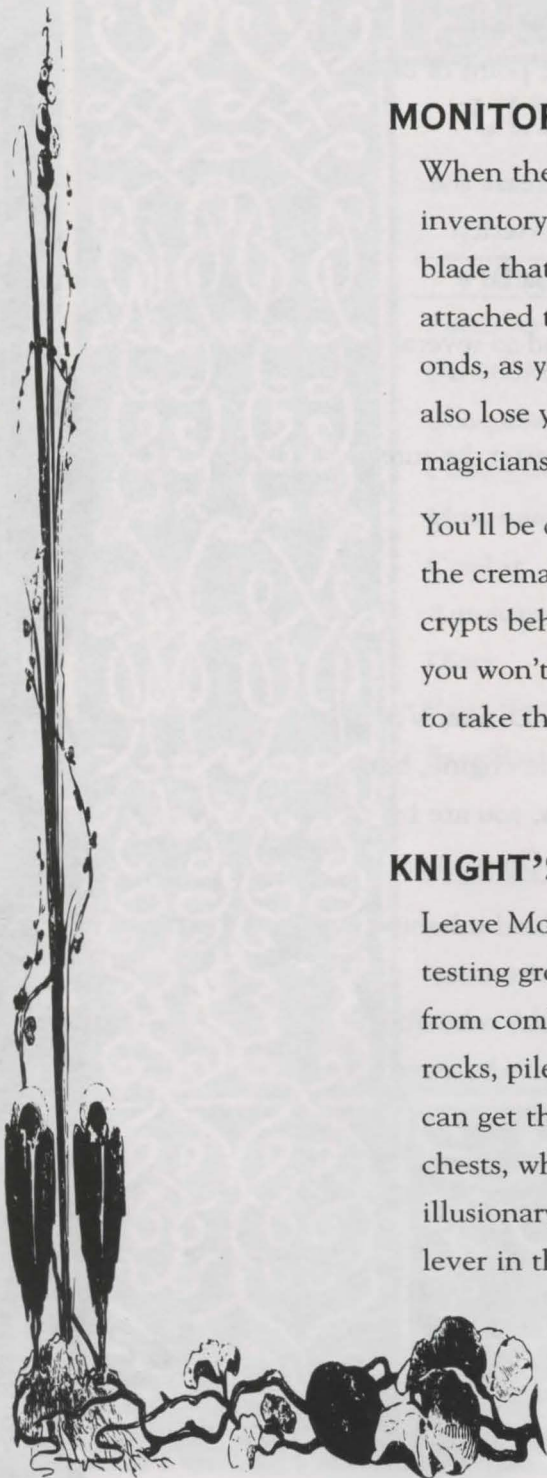 MONITOR
When the
inventory
blade that
attached t
onds, as y
also lose y
magicians
You'll be
the crema
crypts beh
you won't
to take th
KNIGHT'S
Leave Mo
testing gro
from com
rocks, pile
can get th
chests, wh
illusionary
lever in th